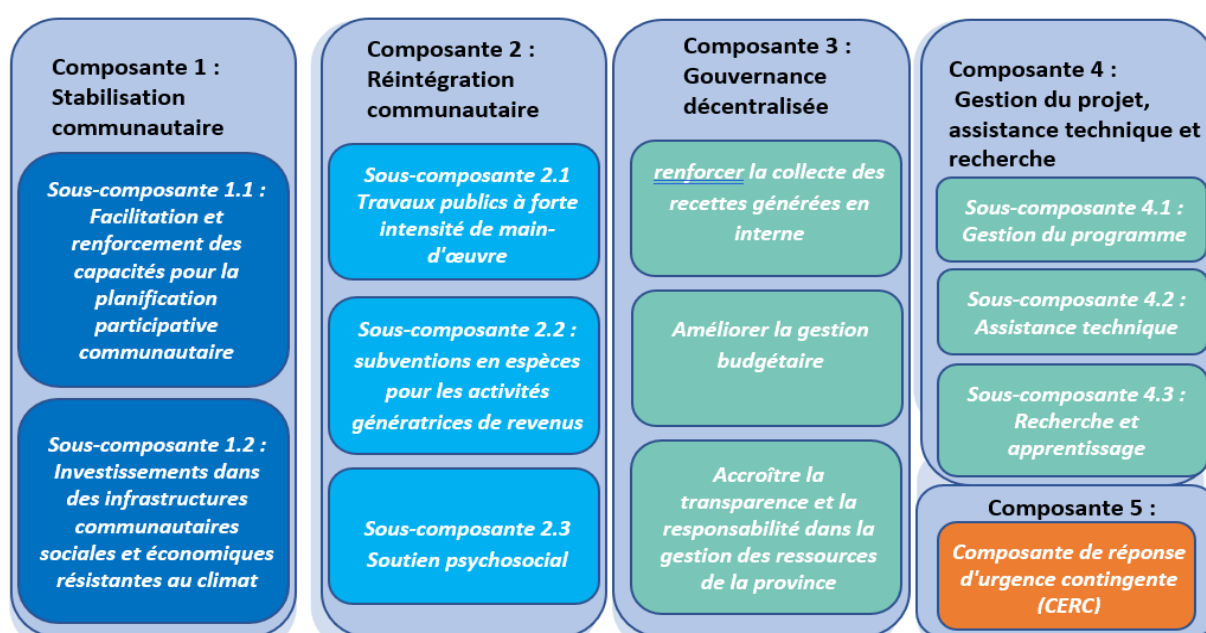 Composante 1 :
Stabilisation
communautaire
Sous-composante 1.1 :
Facilitation et
renforcement des
capacités pour la
planification
participative
communautaire
Sous-composante 1.2 :
Investissements dans
des infrastructures
communautaires
sociales et économiques
résistantes au climat
Composante 2 :
Réintégration
communautaire
Sous-composante 2.1
Travaux publics à forte
intensité de main-
d'œuvre
Sous-composante 2.2 :
subventions en espèces
pour les activités
génératrices de revenus
Sous-composante 2.3
Soutien psychosocial
Composante 3 :
Gouvernance
décentralisée
renforcer la collecte des
recettes générées en
interne
Améliorer la gestion
budgétaire
Accroître la
transparence et la
responsabilité dans la
gestion des ressources
de la province
Composante 4 :
Gestion du projet,
assistance technique et
recherche
Sous-composante 4.1 :
Gestion du programme
Sous-composante 4.2 :
Assistance technique
Sous-composante 4.3 :
Recherche et
apprentissage
Composante 5 :
Composante de réponse
d'urgence contingente
(CERC)